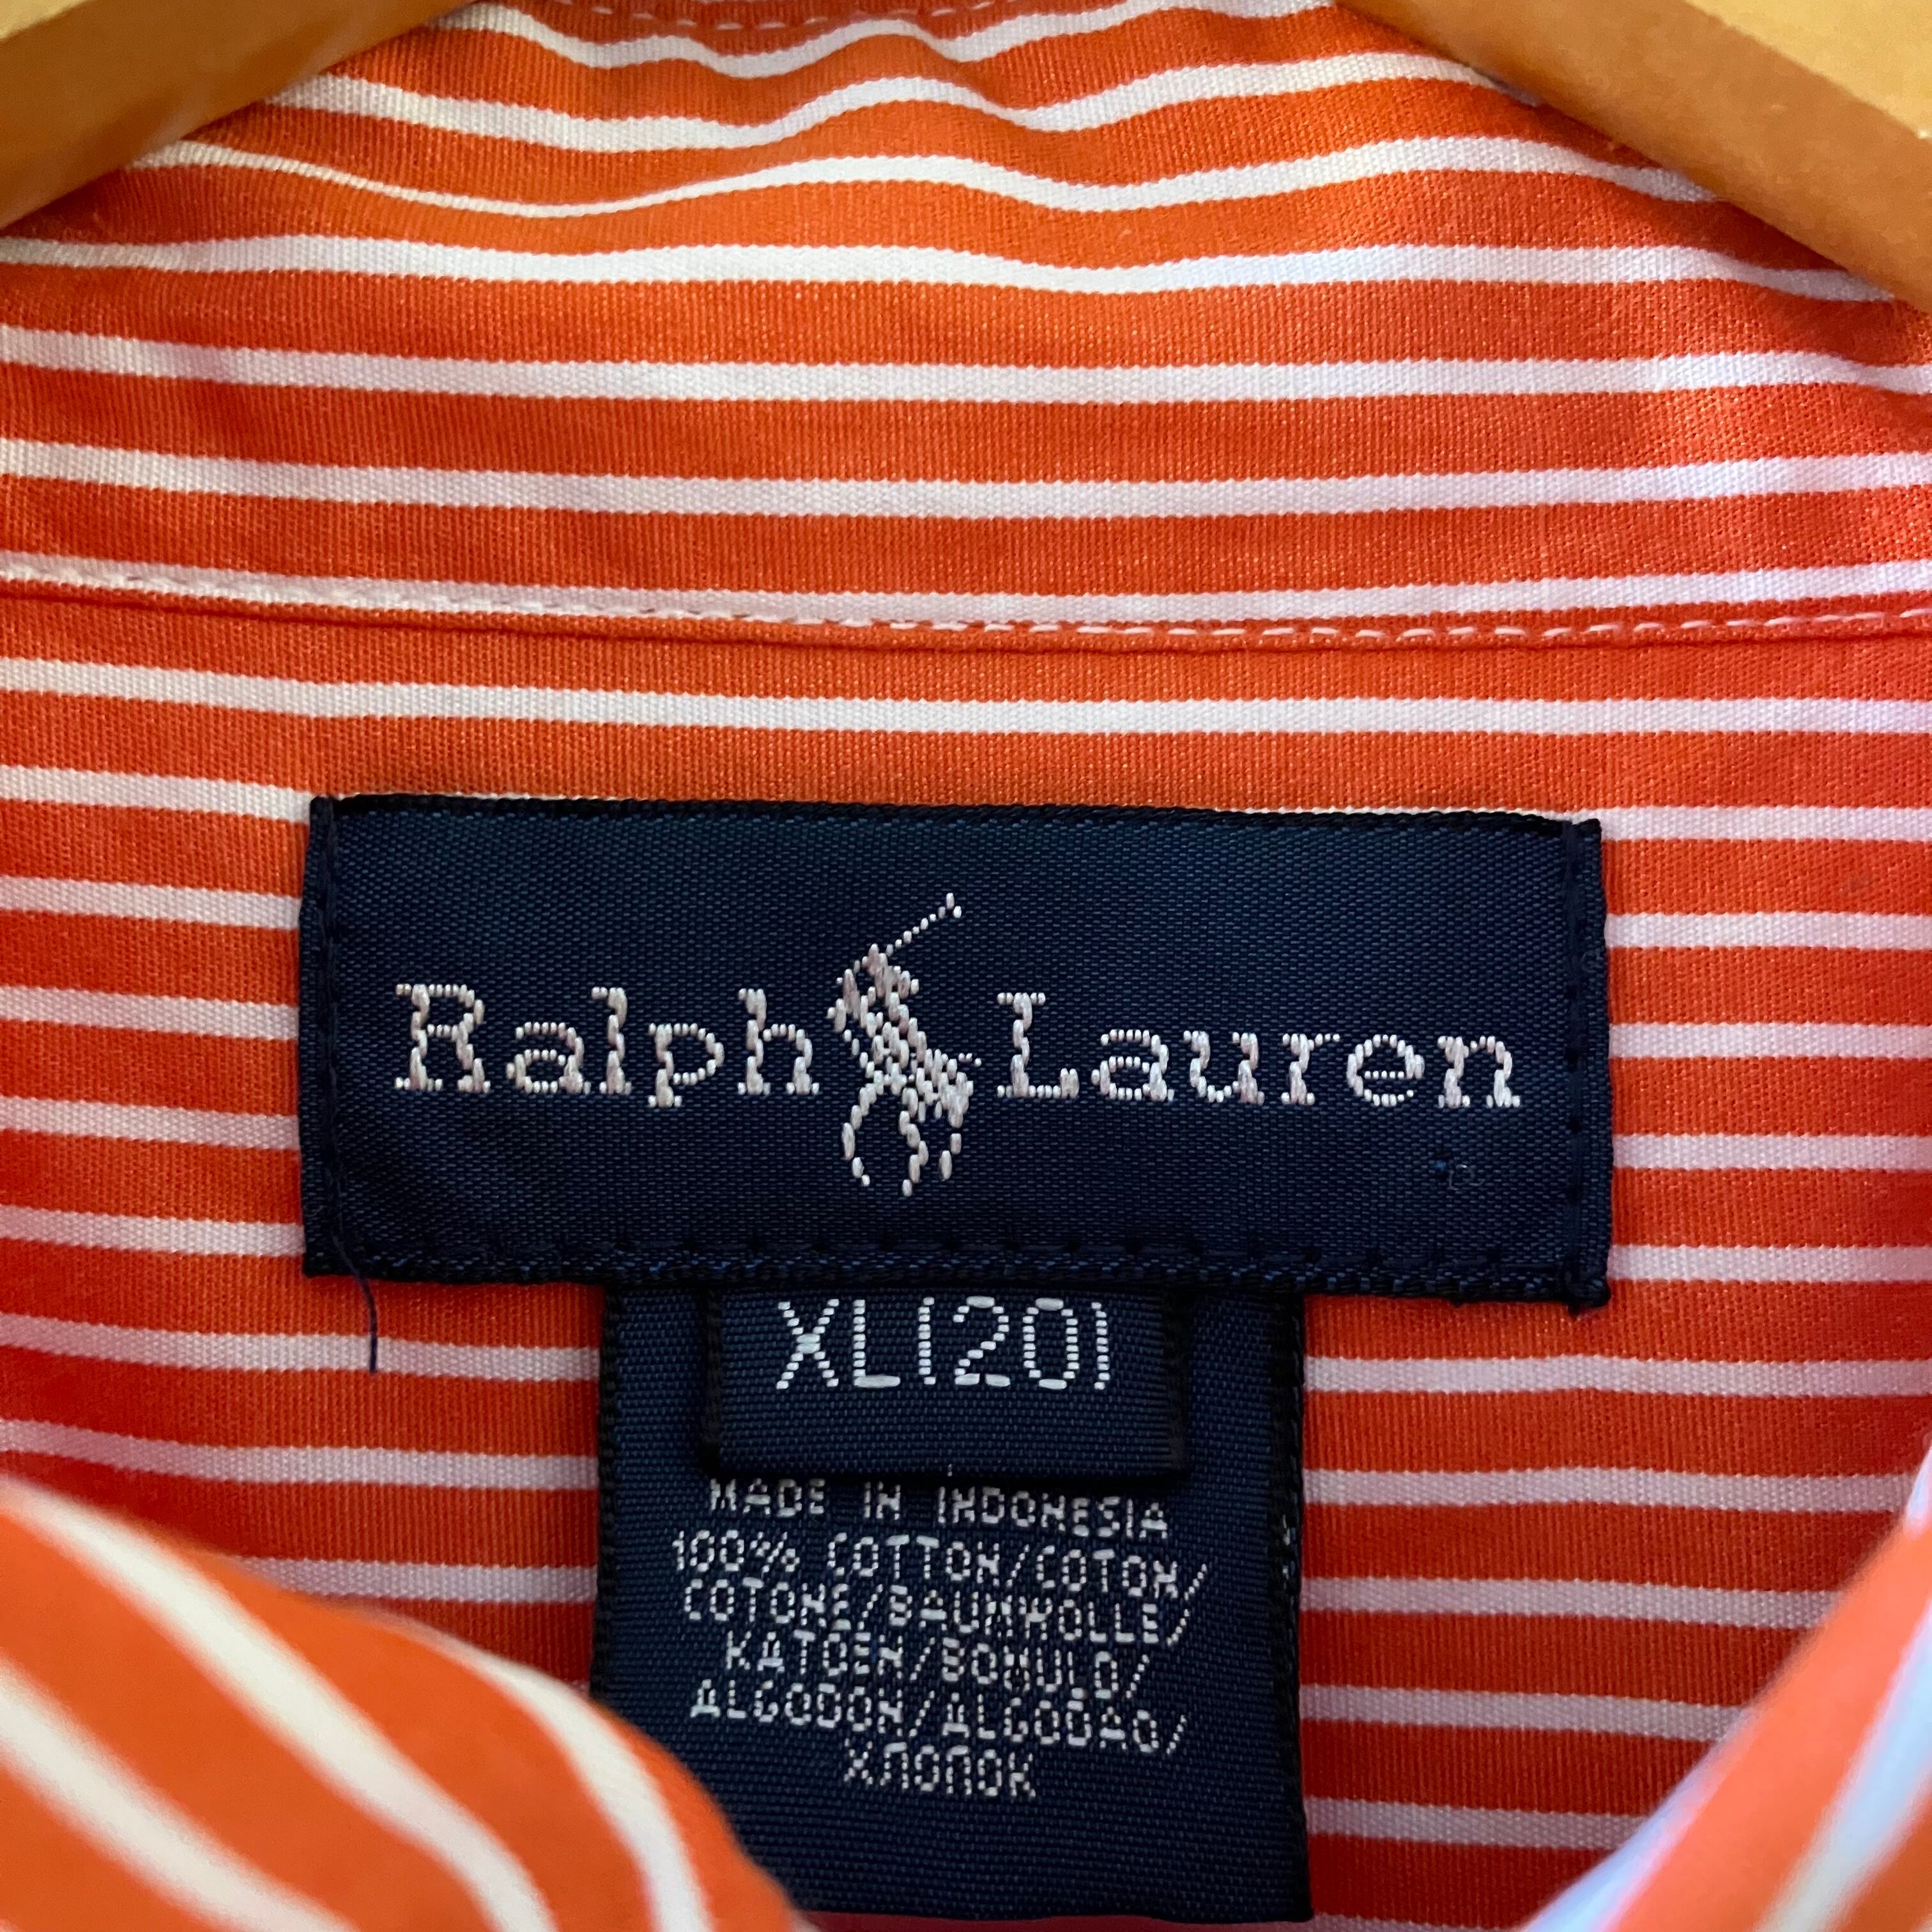 Ralph Lauren
XL(20)
MADE IN INDONESIA
100% COTTON/COTON/
COTONE/BAUMWOLLE/
KATOEN/BOMULD/
ALGODON/ALGODAO/
ХЛОПОК